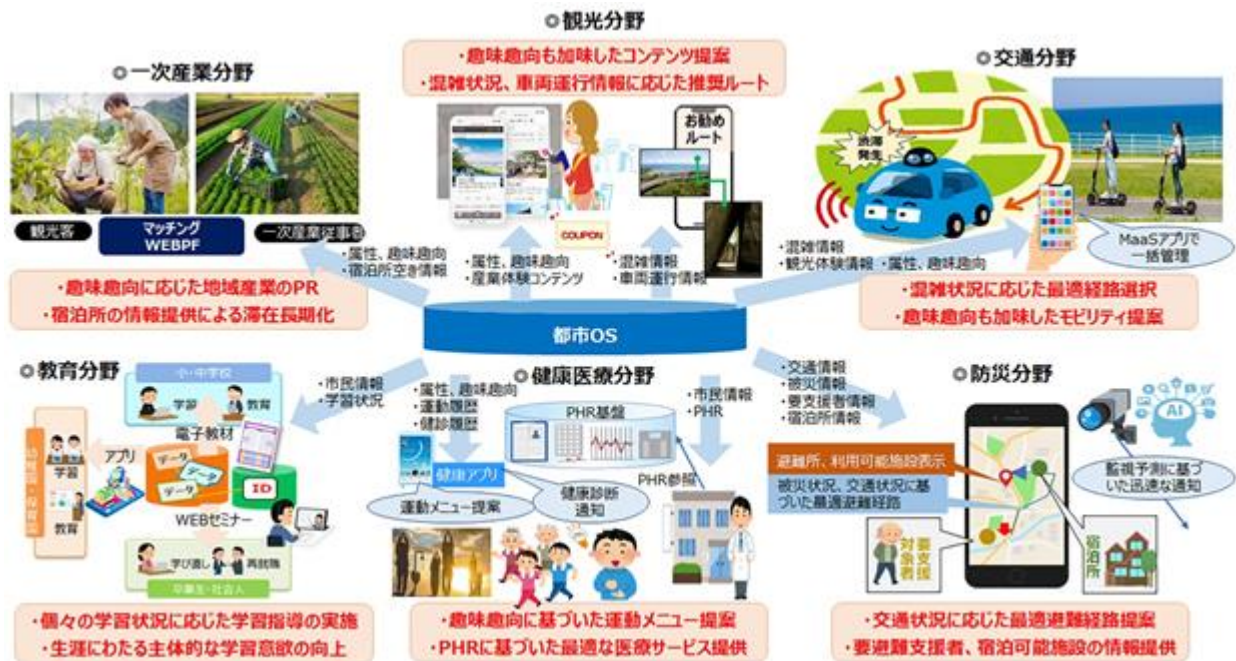 ◎観光分野
・趣味趣向も加味したコンテンツ提案
・混雑状況、車両運行情報に応じた推奨ルート
お勧め
ルート
COUPON
・属性、趣味趣向
・産業体験コンテンツ
・混雑情報
・車両運行情報
◎一次産業分野
観光客
マッチング
WEBPF
一次産業従事者
・属性、趣味趣向
・宿泊所空き情報
・趣味趣向に応じた地域産業のPR
・宿泊所の情報提供による滞在長期化
◎交通分野
渋滞
発生
MaaSアプリで
一括管理
・混雑情報
・観光体験情報・属性、趣味趣向
・混雑状況に応じた最適経路選択
・趣味趣向も加味したモビリティ提案
都市OS
◎教育分野
小・中学校
学習
教育
電子教材
・市民情報
・学習状況
幼稚園・保育園
学習
教育
アプリ
データ
データ
データ
データ
ID
WEBセミナー
学び直し
再就職
卒業生・社会人
・個々の学習状況に応じた学習指導の実施
・生涯にわたる主体的な学習意欲の向上
◎健康医療分野
・属性、趣味趣向
・運動履歴
・健診履歴
PHR基盤
・市民情報
・PHR
健康アプリ
運動メニュー提案
健康診断
通知
PHR参照
・趣味趣向に基づいた運動メニュー提案
・PHRに基づいた最適な医療サービス提供
◎防災分野
・交通情報
・被災情報
・要支援者情報
・宿泊所情報
AI
避難所、利用可能施設表示
被災状況、交通状況に基
づいた最適避難経路
監視予測に基づ
いた迅速な通知
要支援
対象者
宿泊所
・交通状況に応じた最適避難経路提案
・要避難支援者、宿泊可能施設の情報提供